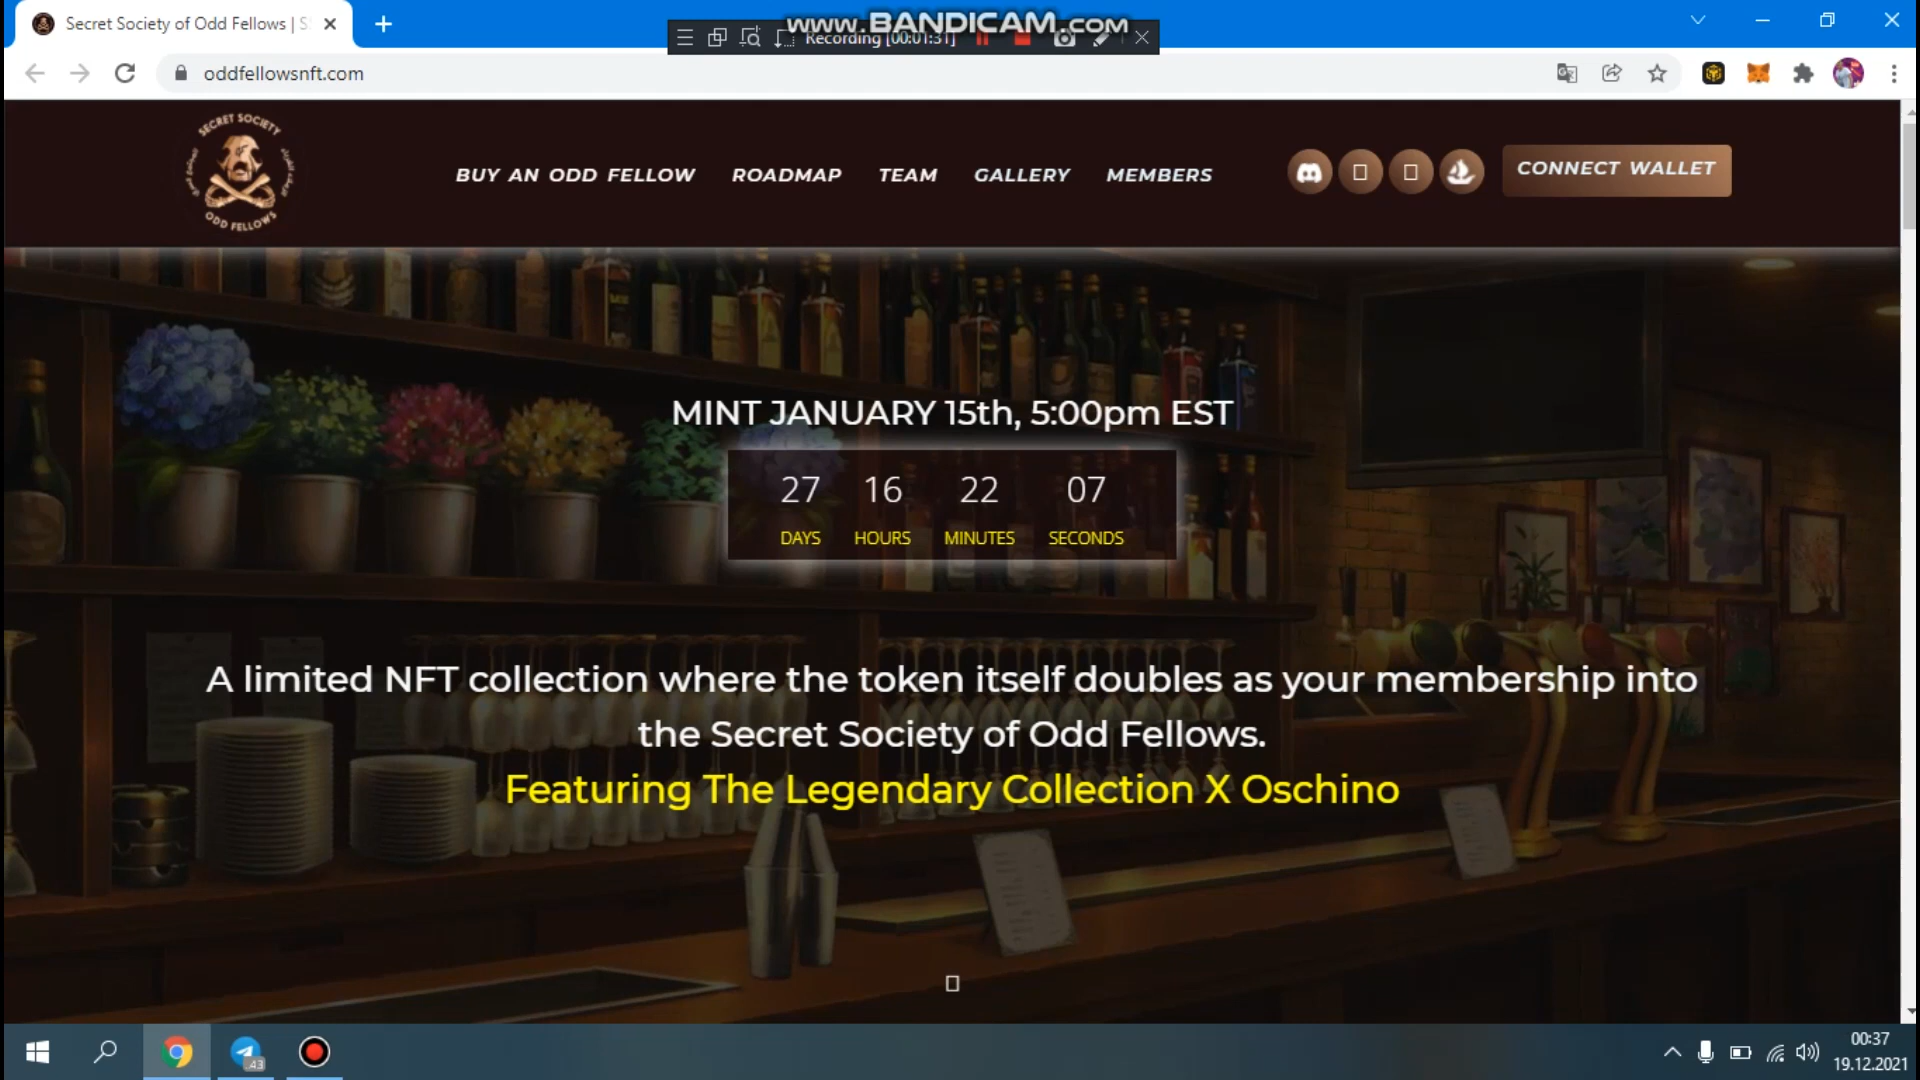 Secret Society of Odd Fellows | S
www.BANDICAM.com
Recording [00:01:31]
oddfellowsnft.com
SECRET SOCIETY
ODD FELLOWS
BUY AN ODD FELLOW
ROADMAP
TEAM
GALLERY
MEMBERS
CONNECT WALLET
MINT JANUARY 15th, 5:00pm EST
27 16 22 07
DAYS HOURS MINUTES SECONDS
A limited NFT collection where the token itself doubles as your membership into
the Secret Society of Odd Fellows.
Featuring The Legendary Collection X Oschino
43
00:37
19.12.2021